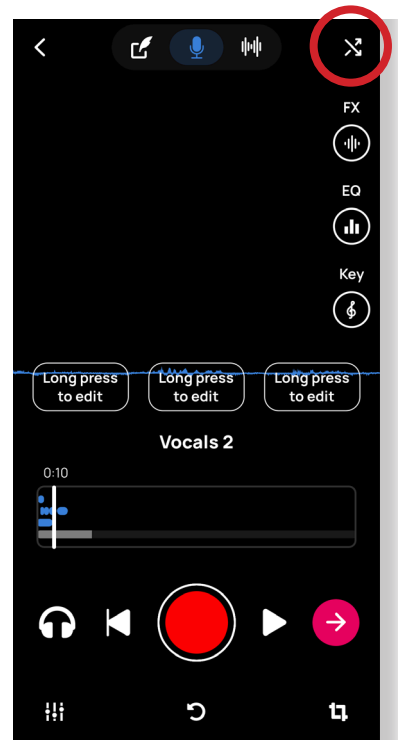 FX
EQ
Key
Long press
to edit
Long press
to edit
Long press
to edit
Vocals 2
0:10